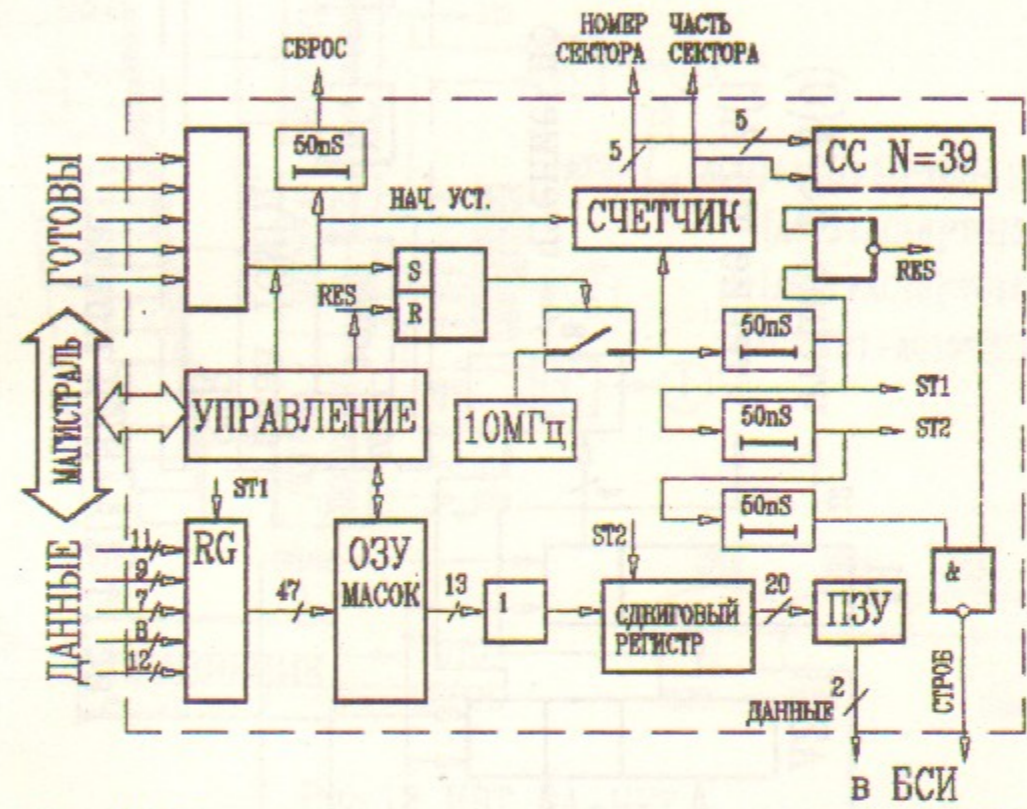 НОМЕР ЧАСТЬ
СЕКТОРА СЕКТОРА
СБРОС
50nS
5
5
СС N=39
ГОТОВЫ
НАЧ. УСТ.
СЧЕТЧИК
S
R
RES
RES
50nS
ST1
МАГИСТРАЛЬ
УПРАВЛЕНИЕ
10МГц
50nS
ST2
50nS
ST1
ST2
ДАННЫЕ
11
9
7
8
12
RG
47
ОЗУ
МАСОК
13
1
СДВИГОВЫЙ
РЕГИСТР
20
ПЗУ
&
2
ДАННЫЕ
СТРОБ
в БСИ